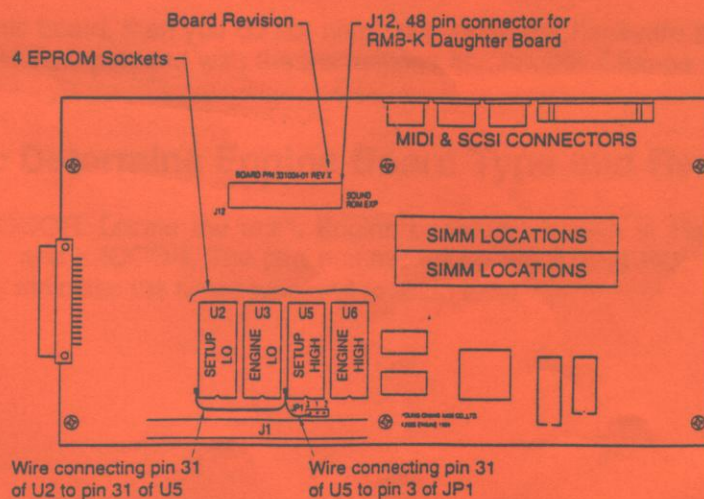 Board Revision
J12, 48 pin connector for
RMB-K Daughter Board
4 EPROM Sockets
MIDI & SCSI CONNECTORS
BOARD P/N 331004-01 REV X
J12
SOUND
ROM EXP
SIMM LOCATIONS
SIMM LOCATIONS
U2
SETUP
LO
U3
ENGINE
LO
U5
SETUP
HIGH
U6
ENGINE
HIGH
JP1
J1
Wire connecting pin 31
of U2 to pin 31 of U5
Wire connecting pin 31
of U5 to pin 3 of JP1